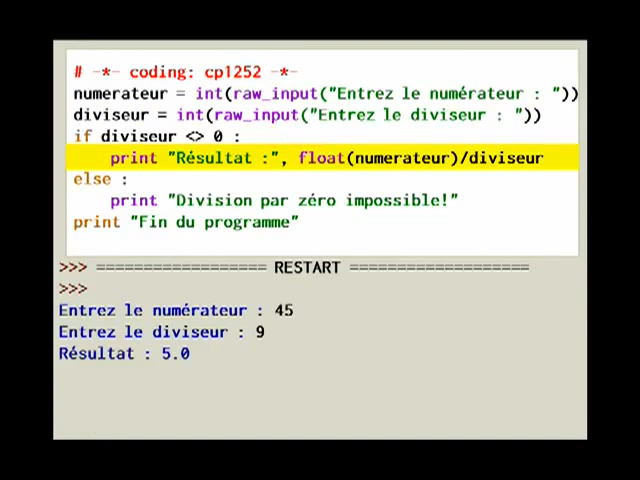 # -*- coding: cp1252 -*-
numerateur = int(raw_input("Entrez le numérateur : "))
diviseur = int(raw_input("Entrez le diviseur : "))
if diviseur <> 0 :
    print "Résultat :", float(numerateur)/diviseur
else :
    print "Division par zéro impossible!"
print "Fin du programme"
>>> ================== RESTART ===================
>>>
Entrez le numérateur : 45
Entrez le diviseur : 9
Résultat : 5.0